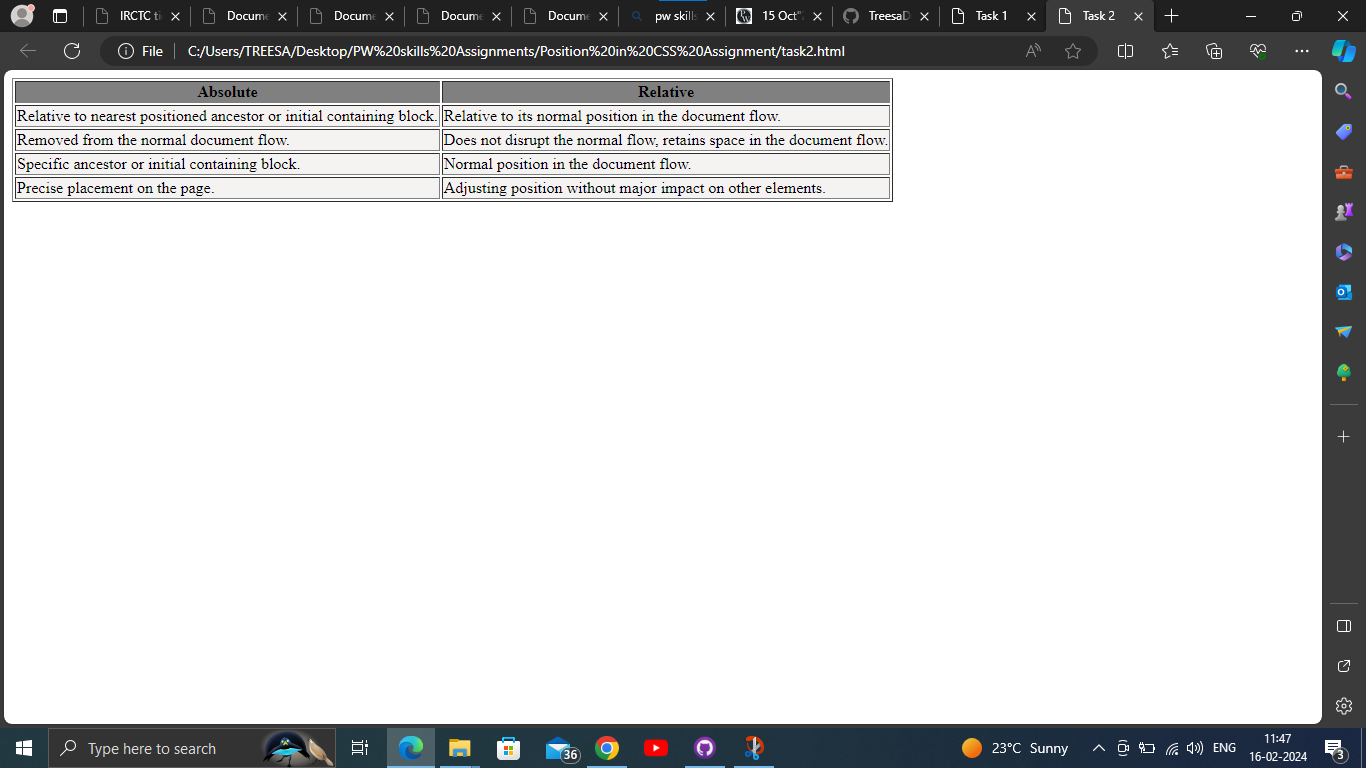 IRCTC ti
Docume
Docume
Docume
Docume
pw skills
15 Oct"
TreesaD
Task 1
Task 2
File
C:/Users/TREESA/Desktop/PW%20skills%20Assignments/Position%20in%20CSS%20Assignment/task2.html
Absolute Relative
Relative to nearest positioned ancestor or initial containing block. Relative to its normal position in the document flow.
Removed from the normal document flow. Does not disrupt the normal flow, retains space in the document flow.
Specific ancestor or initial containing block. Normal position in the document flow.
Precise placement on the page. Adjusting position without major impact on other elements.
Type here to search
36
23°C Sunny
ENG
11:47
16-02-2024
3